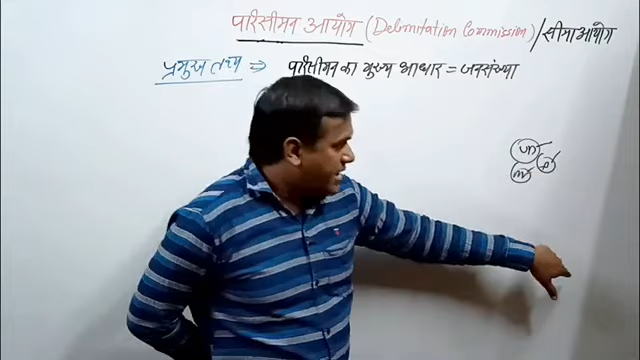 परिसीमन आयोग (Delimitation Commission) / सीमा आयोग
प्रमुख तथ्य ⇒ परिसीमन का मुख्य आधार = जनसंख्या